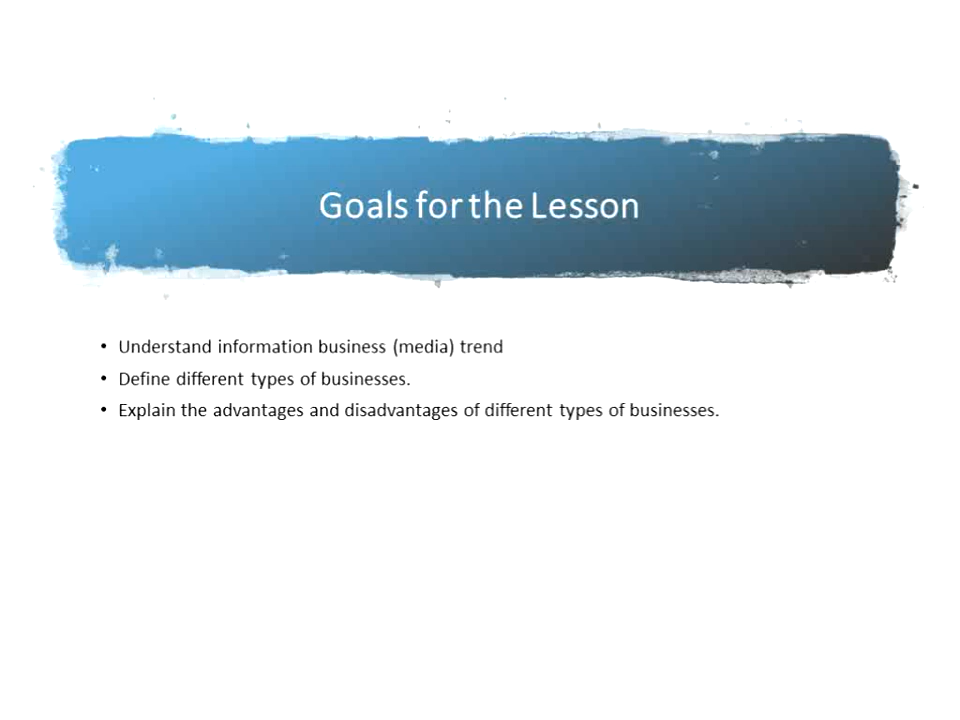 Goals for the Lesson
• Understand information business (media) trend
• Define different types of businesses.
• Explain the advantages and disadvantages of different types of businesses.